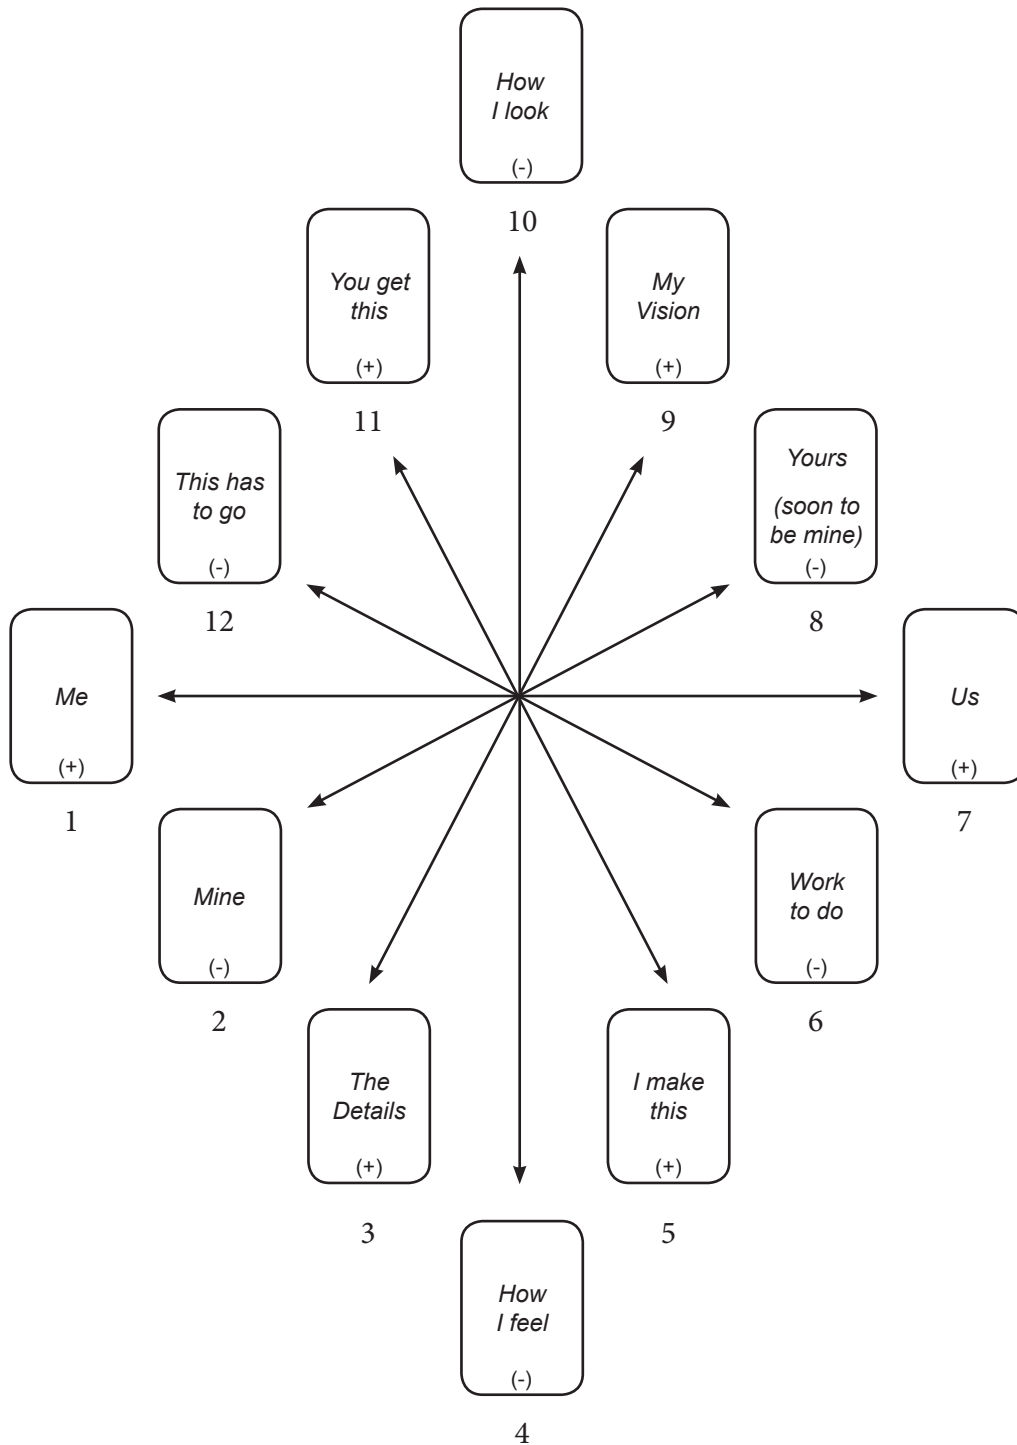 How
I look
(-)
10
You get
this
(+)
11
My
Vision
(+)
9
This has
to go
(-)
12
Yours
(soon to
be mine)
(-)
8
Me
(+)
1
Us
(+)
7
Mine
(-)
2
Work
to do
(-)
6
The
Details
(+)
3
I make
this
(+)
5
How
I feel
(-)
4